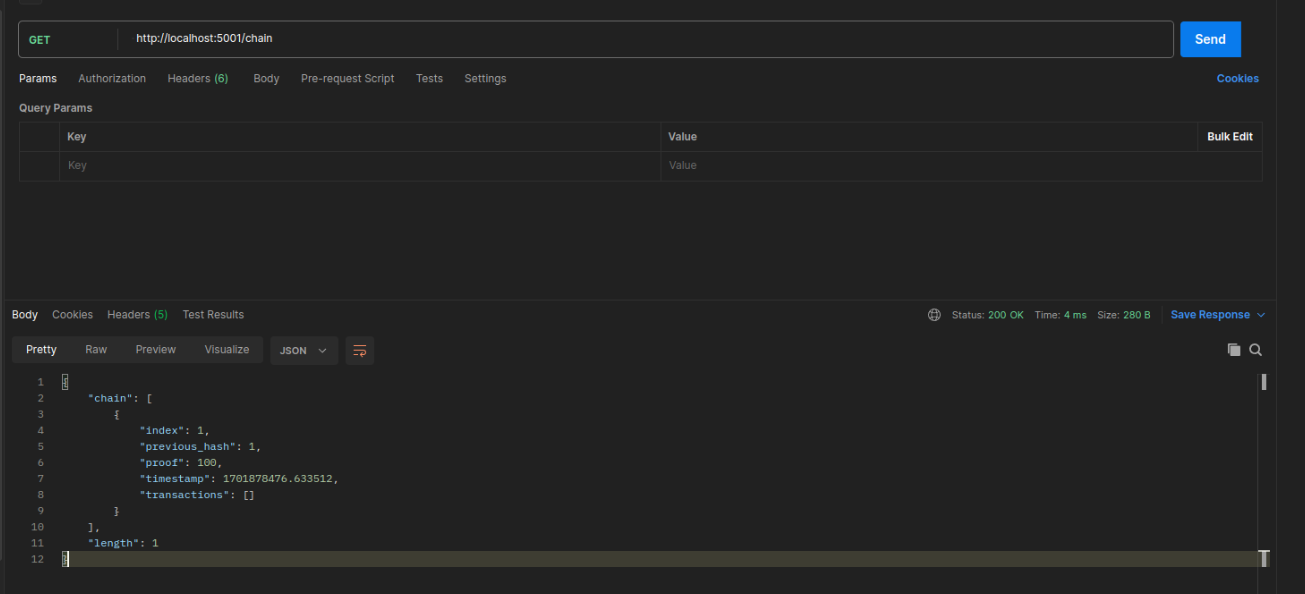 GET http://localhost:5001/chain Send
Params Authorization Headers (6) Body Pre-request Script Tests Settings Cookies
Query Params
Key Value Bulk Edit
Key Value
Body Cookies Headers (5) Test Results Status: 200 OK Time: 4 ms Size: 280 B Save Response
Pretty Raw Preview Visualize JSON
1 {
2 "chain": [
3 {
4 "index": 1,
5 "previous_hash": 1,
6 "proof": 100,
7 "timestamp": 1701878476.633512,
8 "transactions": []
9 }
10 ],
11 "length": 1
12 }